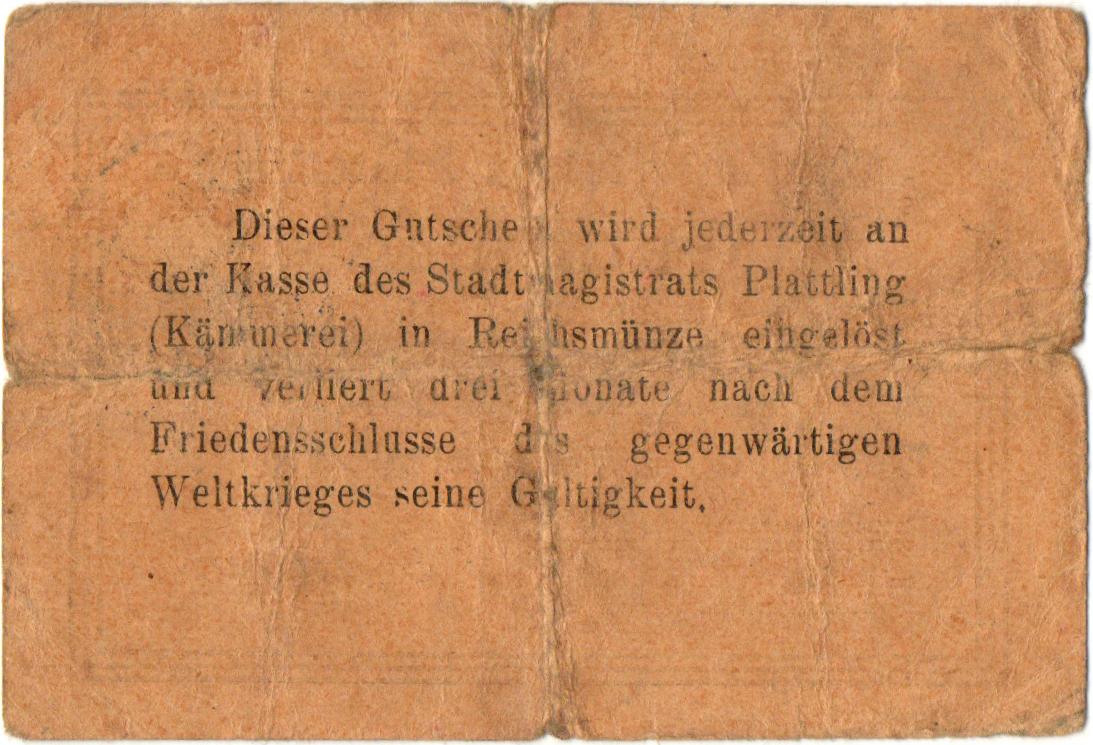 Dieser Gutschein wird jederzeit an
der Kasse des Stadtmagistrats Plattling
(Kämmerei) in Reichsmünze eingelöst
und verliert drei Monate nach dem
Friedensschlusse des gegenwärtigen
Weltkrieges seine Gültigkeit.